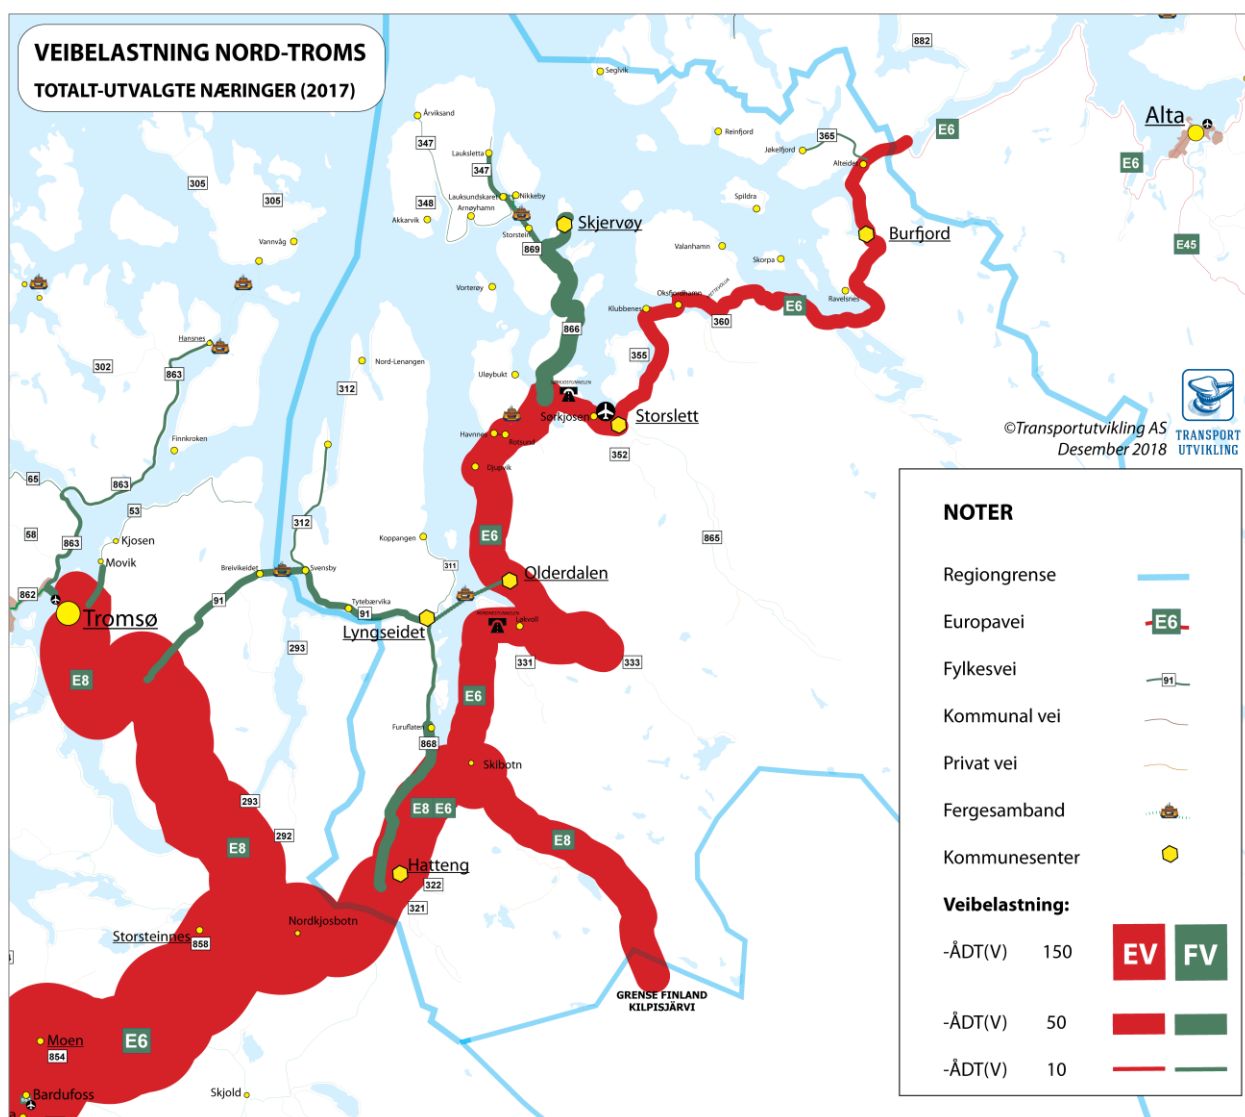 VEIBELASTNING NORD-TROMS
TOTALT-UTVALGTE NÆRINGER (2017)
882
Seglvik
Alta
Årviksand
347
Reinfjord
365
E6
Jøkelfjord
Alteidet
E6
Lauksletta
347
305
305
Lauksundskaret
Nikkeby
348
Arnøyhamn
Akkarvik
Spildra
Skjervøy
Storstein
869
Burfjord
E45
Vannvåg
Valanhamn
Skorpa
Vorterøy
Ravelsnes
Oksfjordhamn
Klubbenes
E6
360
866
Hansnes
355
302
863
Nord-Lenangen
312
Uløybukt
Sørkjosen
Storslett
©Transportutvikling AS
Desember 2018
TRANSPORT
UTVIKLING
Finnkroken
Havnnes
Rotsund
352
Djupvik
65
863
53
312
58
863
Kjosen
Movik
E6
Koppangen
865
311
Breivikeidet
Svensby
Olderdalen
862
91
Tytebærvika
91
Tromsø
Lyngseidet
Løkvoll
293
331
333
E8
E6
Furuflaten
868
Skibotn
293
E8
E6
292
E8
E8
Hatteng
322
321
Nordkjosbotn
Storsteinnes
858
GRENSE FINLAND
KILPISJÄRVI
Moen
854
E6
Bardufoss
Skjold
NOTER
Regiongrense
Europavei
E6
Fylkesvei
91
Kommunal vei
Privat vei
Fergesamband
Kommunesenter
Veibelastning:
-ÅDT(V) 150 EV FV
-ÅDT(V) 50
-ÅDT(V) 10